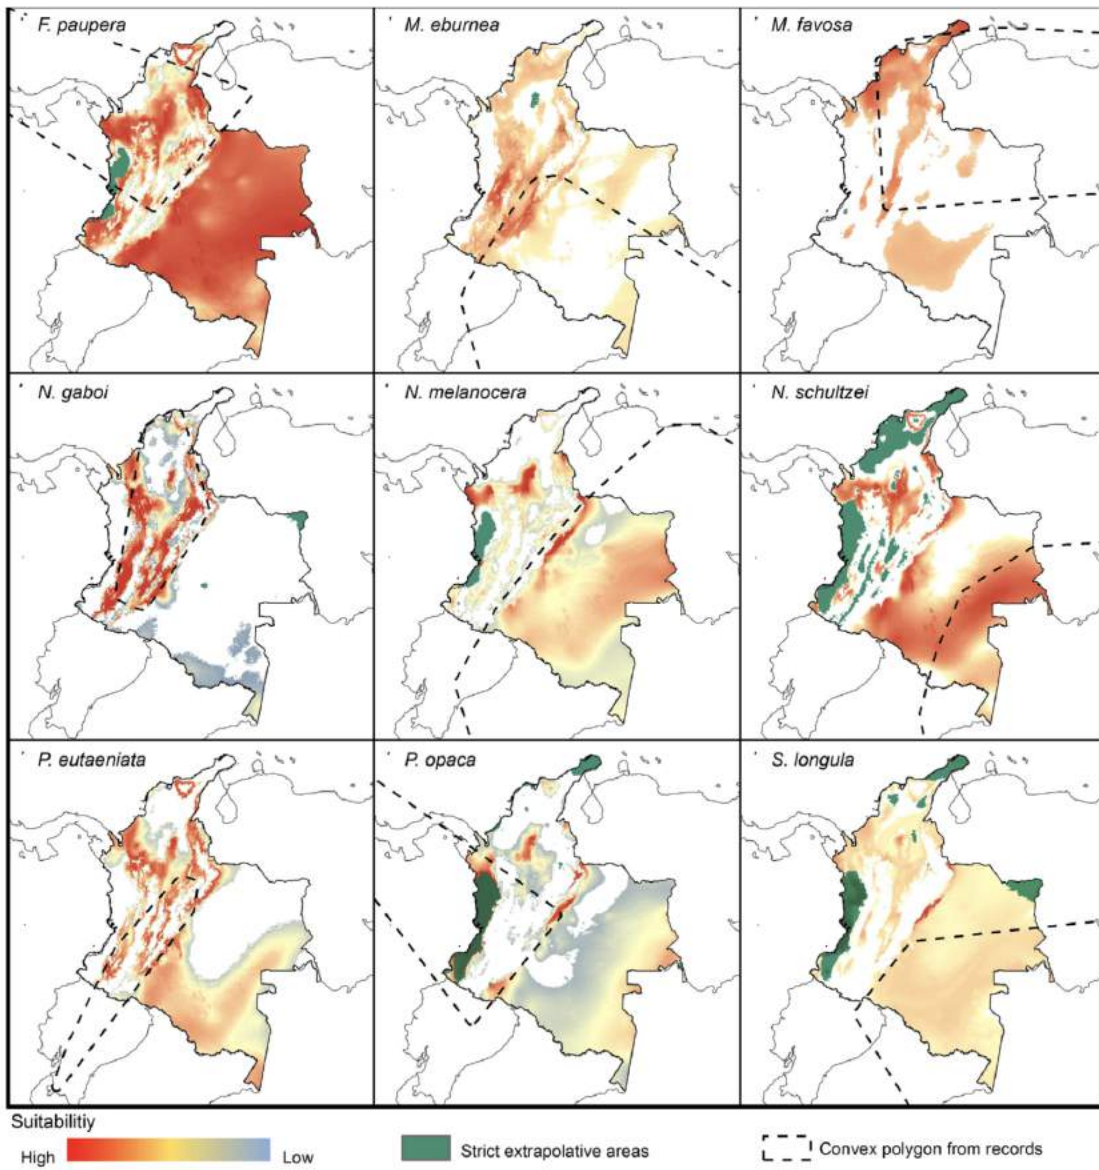 F. paupera
M. eburnea
M. favosa
N. gaboi
N. melanocera
N. schultzei
P. eutaeniata
P. opaca
S. longula
Suitabilitiy
High
Low
Strict extrapolative areas
Convex polygon from records